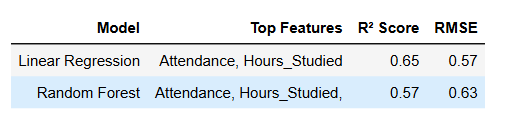 Model Top Features R² Score RMSE
Linear Regression Attendance, Hours_Studied 0.65 0.57
Random Forest Attendance, Hours_Studied, 0.57 0.63